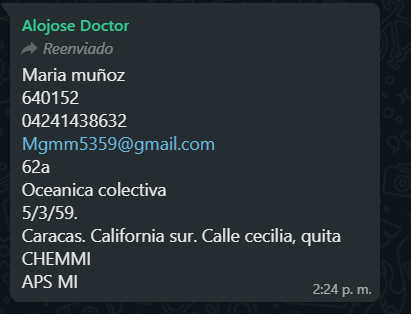 Alojose Doctor
Reenviado
Maria muñoz
640152
04241438632
Mgmm5359@gmail.com
62a
Oceanica colectiva
5/3/59.
Caracas. California sur. Calle cecilia, quita
CHEMMI
APS MI
2:24 p. m.